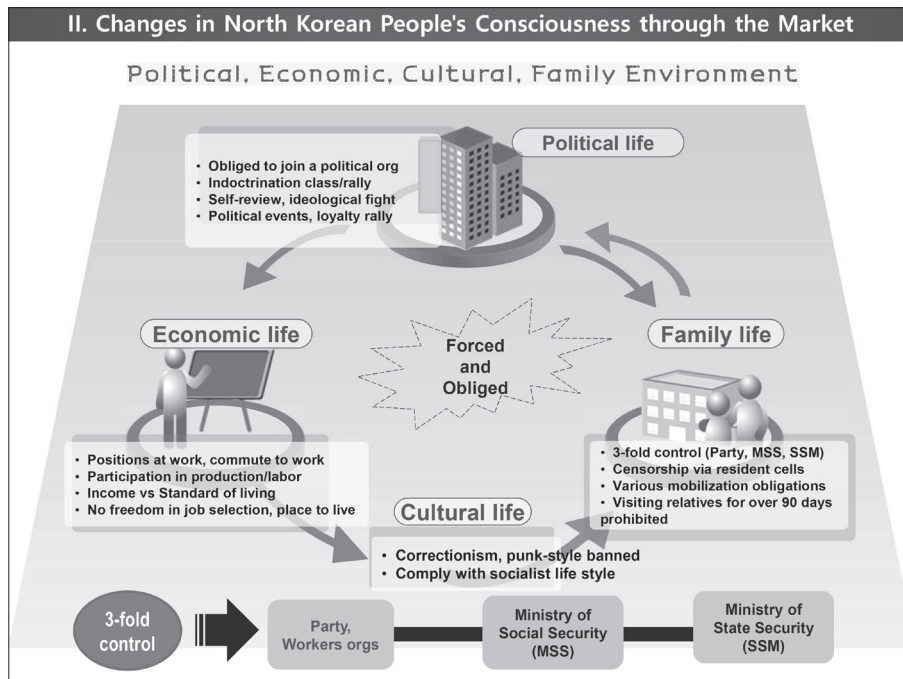 II. Changes in North Korean People's Consciousness through the Market
Political, Economic, Cultural, Family Environment
Political life
• Obliged to join a political org
• Indoctrination class/rally
• Self-review, ideological fight
• Political events, loyalty rally
Economic life
• Positions at work, commute to work
• Participation in production/labor
• Income vs Standard of living
• No freedom in job selection, place to live
Forced
and
Obliged
Family life
• 3-fold control (Party, MSS, SSM)
• Censorship via resident cells
• Various mobilization obligations
• Visiting relatives for over 90 days
prohibited
Cultural life
• Correctionism, punk-style banned
• Comply with socialist life style
3-fold
control
Party,
Workers orgs
Ministry of
Social Security
(MSS)
Ministry of
State Security
(SSM)